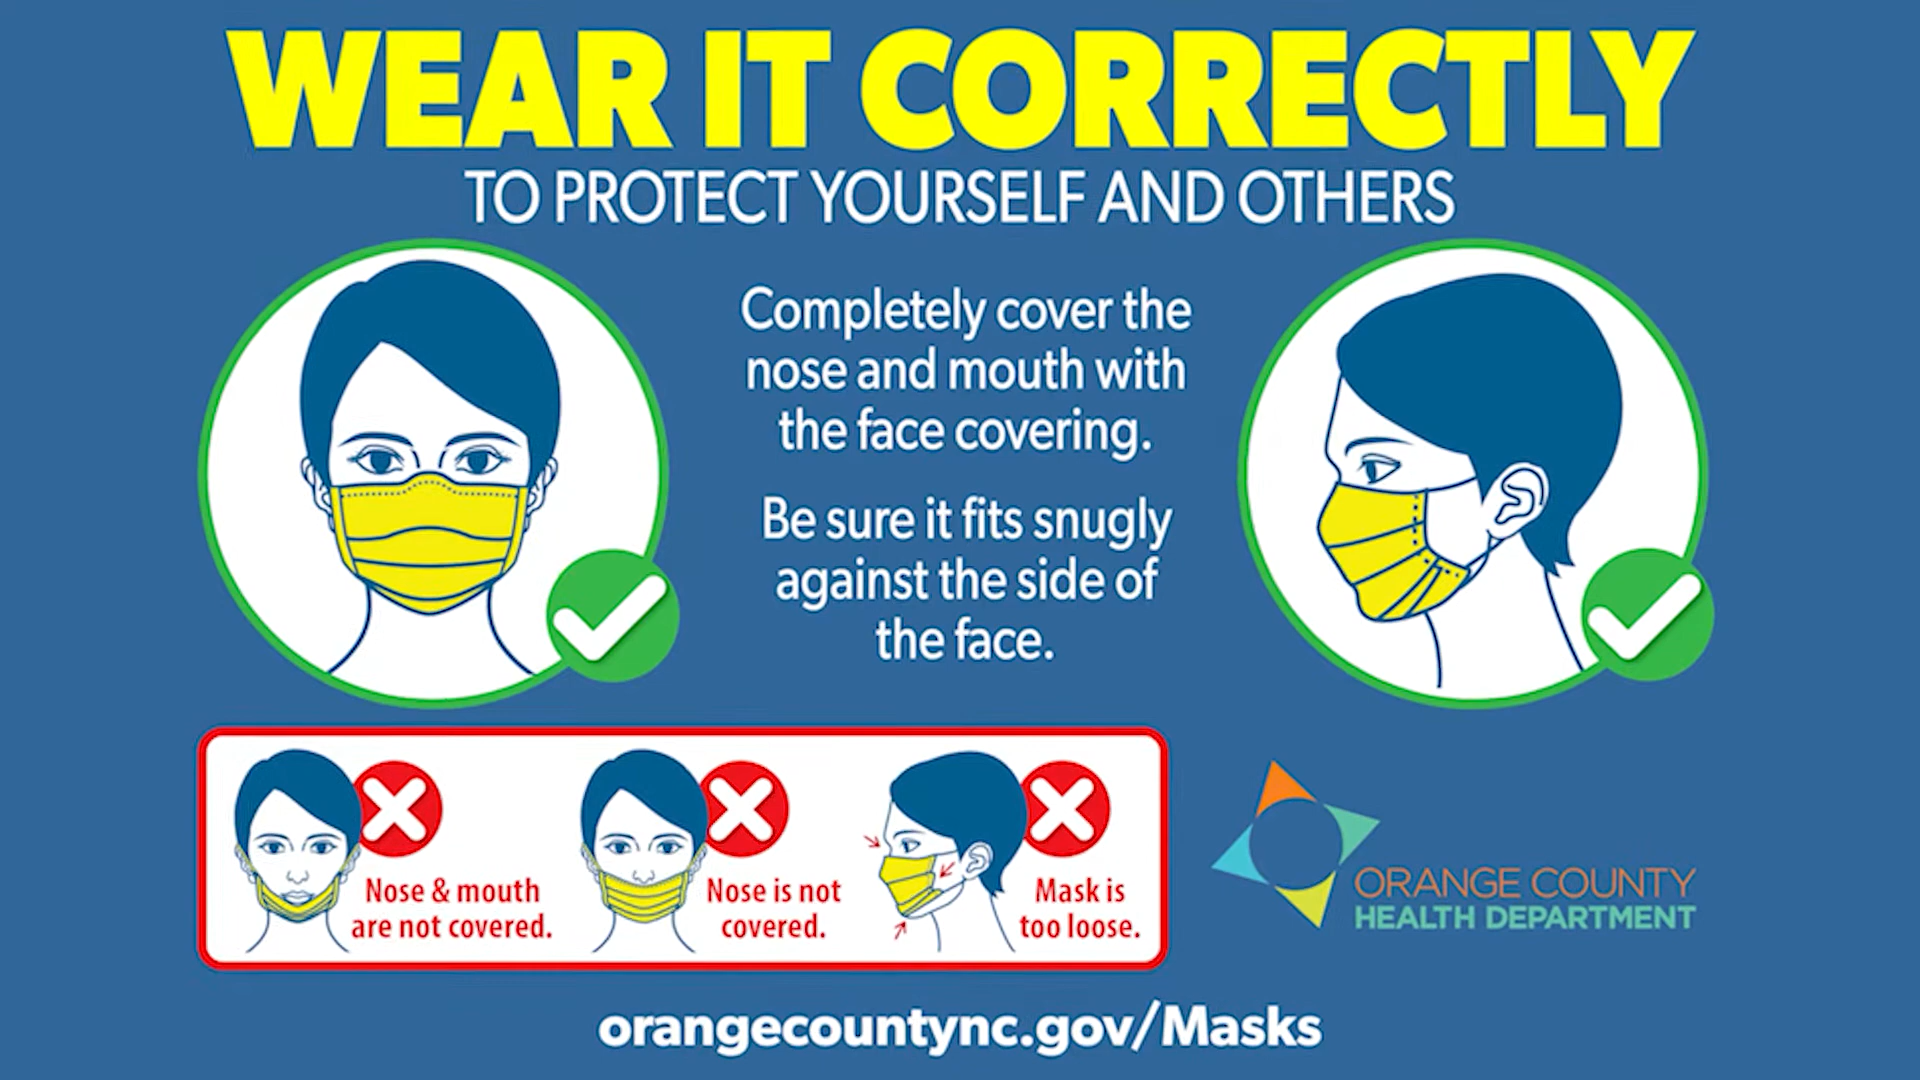 WEAR IT CORRECTLY
TO PROTECT YOURSELF AND OTHERS
Completely cover the
nose and mouth with
the face covering.
Be sure it fits snugly
against the side of
the face.
Nose & mouth
are not covered.
Nose is not
covered.
Mask is
too loose.
ORANGE COUNTY
HEALTH DEPARTMENT
orangecountync.gov/Masks